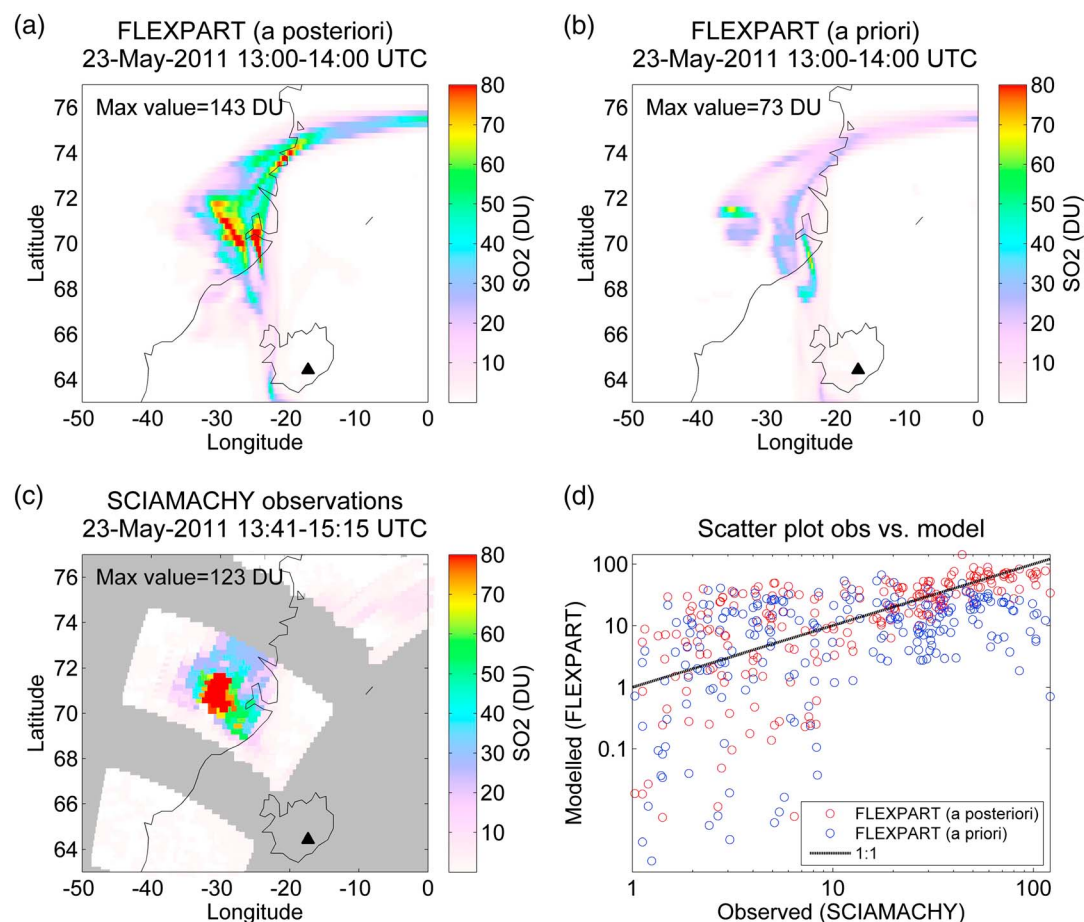 (a)
FLEXPART (a posteriori)
23-May-2011 13:00-14:00 UTC
Max value=143 DU
76
74
72
70
68
66
64
Latitude
-50
-40
-30
-20
-10
0
Longitude
80
70
60
50
40
30
20
10
SO2 (DU)
(b)
FLEXPART (a priori)
23-May-2011 13:00-14:00 UTC
Max value=73 DU
76
74
72
70
68
66
64
Latitude
-50
-40
-30
-20
-10
0
Longitude
80
70
60
50
40
30
20
10
SO2 (DU)
(c)
SCIAMACHY observations
23-May-2011 13:41-15:15 UTC
Max value=123 DU
76
74
72
70
68
66
64
Latitude
-50
-40
-30
-20
-10
0
Longitude
80
70
60
50
40
30
20
10
SO2 (DU)
(d)
Scatter plot obs vs. model
100
10
1
0.1
Modelled (FLEXPART)
1
10
100
Observed (SCIAMACHY)
FLEXPART (a posteriori)
FLEXPART (a priori)
1:1